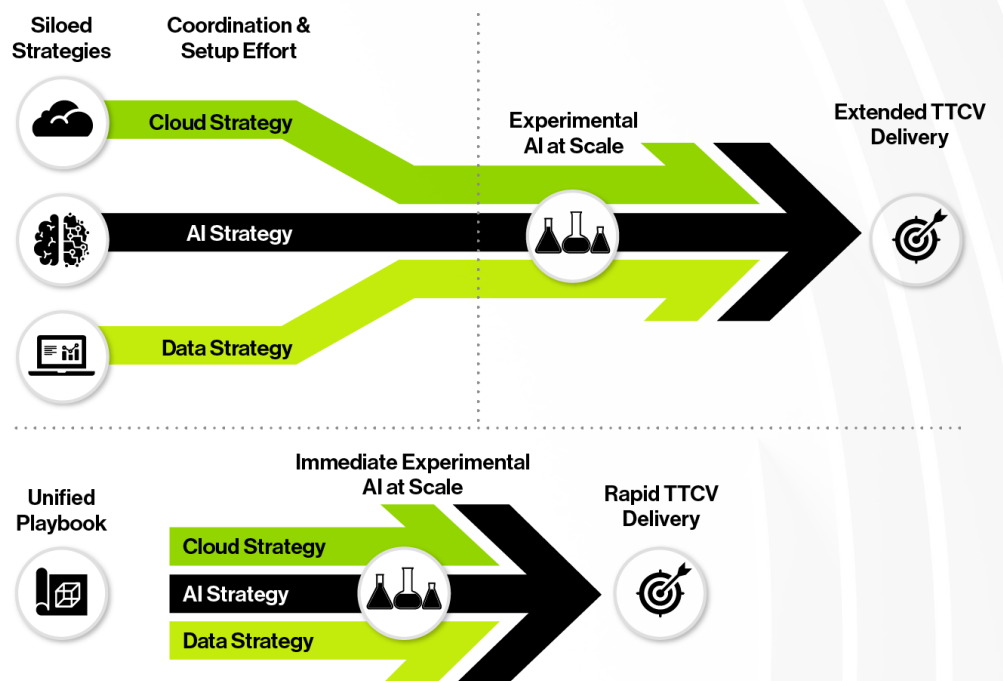 Siloed
Strategies
Coordination &
Setup Effort
Cloud Strategy
AI Strategy
Data Strategy
Experimental
AI at Scale
Extended TTCV
Delivery
Unified
Playbook
Immediate Experimental
AI at Scale
Cloud Strategy
AI Strategy
Data Strategy
Rapid TTCV
Delivery